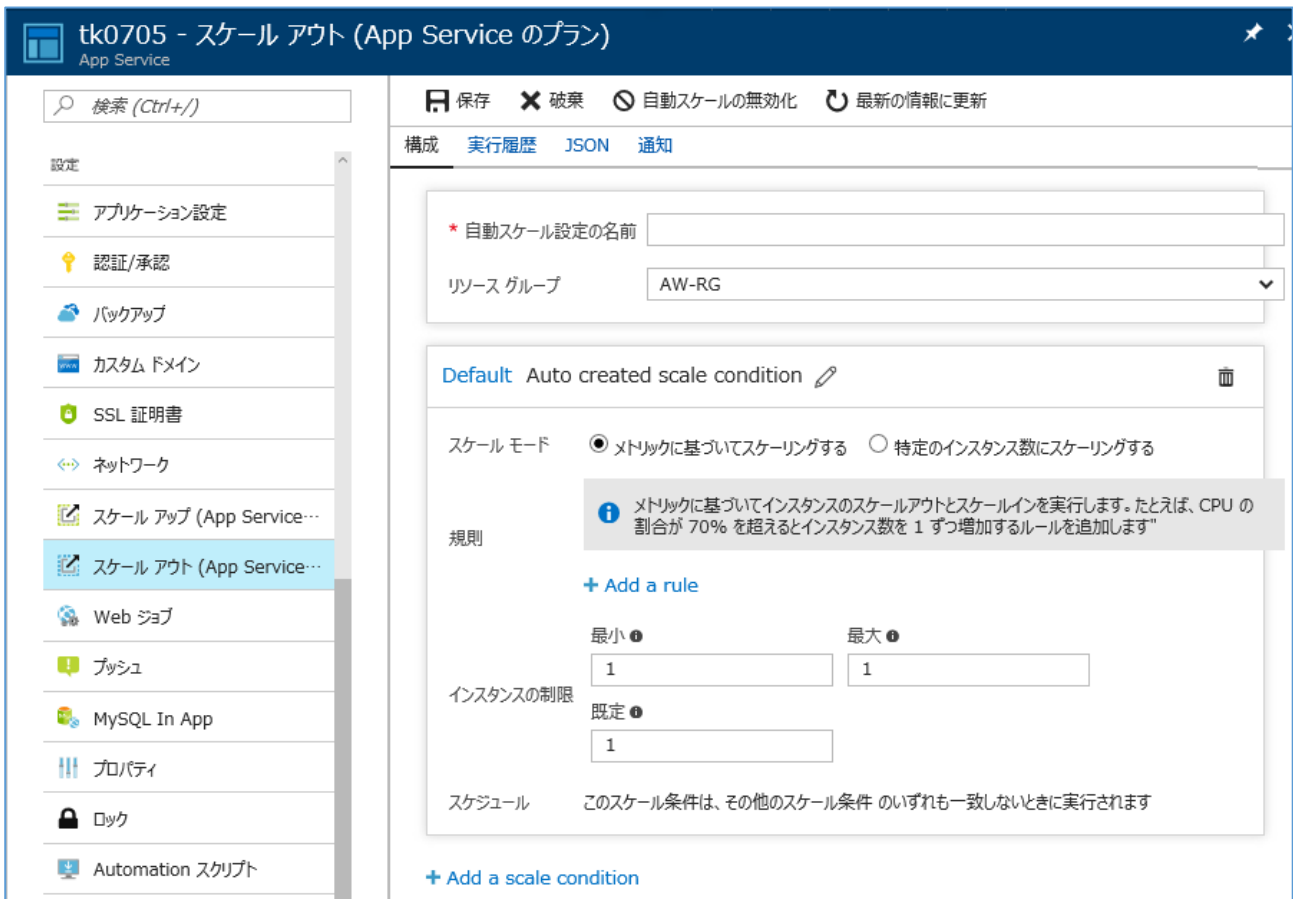 tk0705 - スケール アウト (App Service のプラン)
App Service
検索 (Ctrl+/)
保存 破棄 自動スケールの無効化 最新の情報に更新
構成 実行履歴 JSON 通知
設定
アプリケーション設定
認証/承認
バックアップ
カスタム ドメイン
SSL 証明書
ネットワーク
スケール アップ (App Service…
スケール アウト (App Service…
Web ジョブ
プッシュ
MySQL In App
プロパティ
ロック
Automation スクリプト
* 自動スケール設定の名前
リソース グループ AW-RG
Default Auto created scale condition
スケール モード メトリックに基づいてスケーリングする 特定のインスタンス数にスケーリングする
規則
メトリックに基づいてインスタンスのスケールアウトとスケールインを実行します。たとえば、CPU の
割合が 70% を超えるとインスタンス数を 1 ずつ増加するルールを追加します"
+ Add a rule
インスタンスの制限
最小 最大
1 1
既定
1
スケジュール このスケール条件は、その他のスケール条件 のいずれも一致しないときに実行されます
+ Add a scale condition